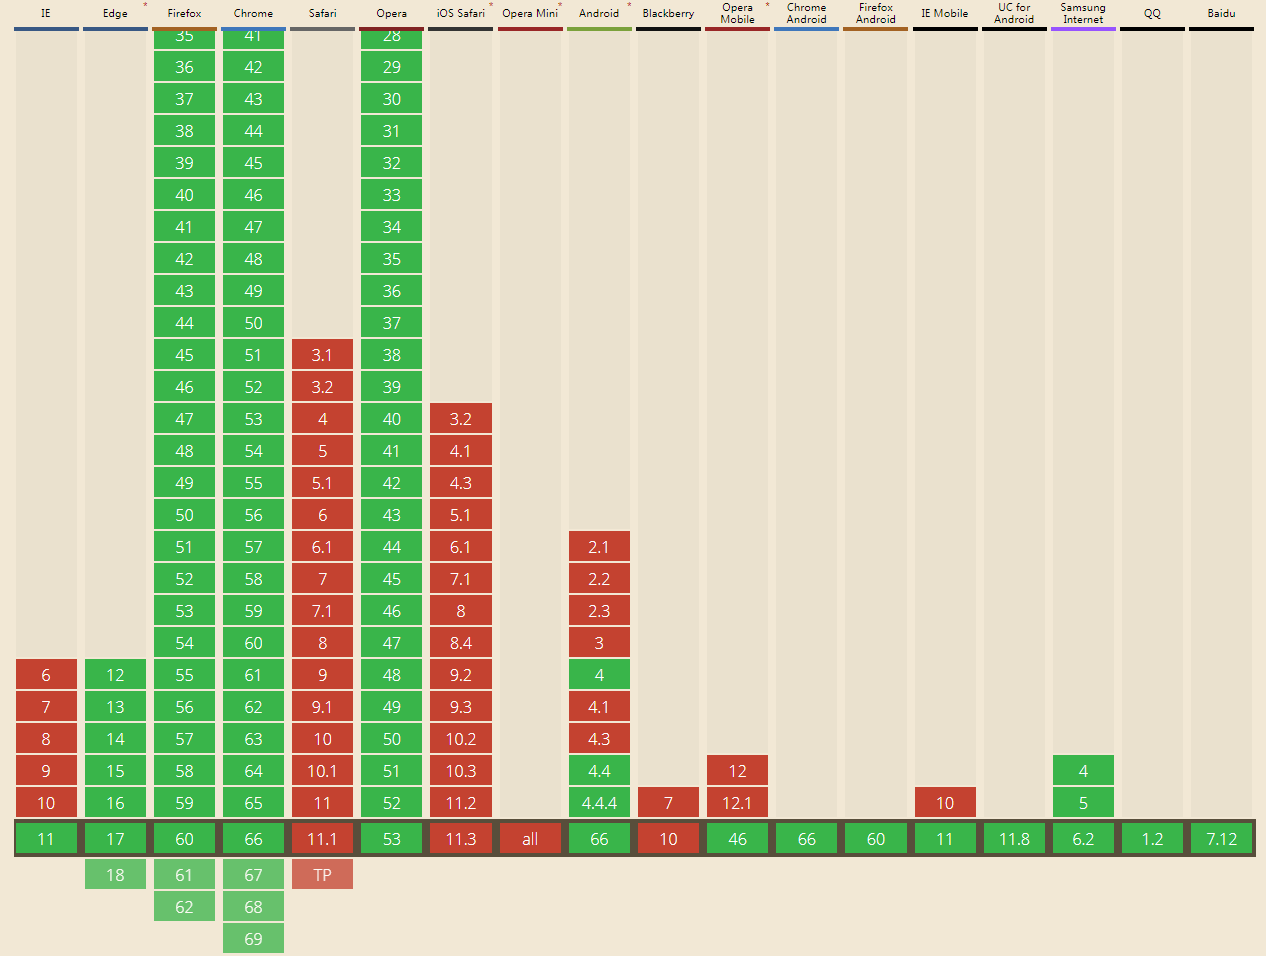 IE Edge * Firefox Chrome Safari Opera iOS Safari * Opera Mini * Android * Blackberry Opera Mobile * Chrome Android Firefox Android IE Mobile UC for Android Samsung Internet QQ Baidu
35 41 28
36 42 29
37 43 30
38 44 31
39 45 32
40 46 33
41 47 34
42 48 35
43 49 36
44 50 37
45 51 3.1 38
46 52 3.2 39
47 53 4 40 3.2
48 54 5 41 4.1
49 55 5.1 42 4.3
50 56 6 43 5.1
51 57 6.1 44 6.1 2.1
52 58 7 45 7.1 2.2
53 59 7.1 46 8 2.3
54 60 8 47 8.4 3
6 12 55 61 9 48 9.2 4
7 13 56 62 9.1 49 9.3 4.1
8 14 57 63 10 50 10.2 4.3
9 15 58 64 10.1 51 10.3 4.4 12 4
10 16 59 65 11 52 11.2 4.4.4 7 12.1 10 5
11 17 60 66 11.1 53 11.3 all 66 10 46 66 60 11 11.8 6.2 1.2 7.12
18 61 67 TP
62 68
69